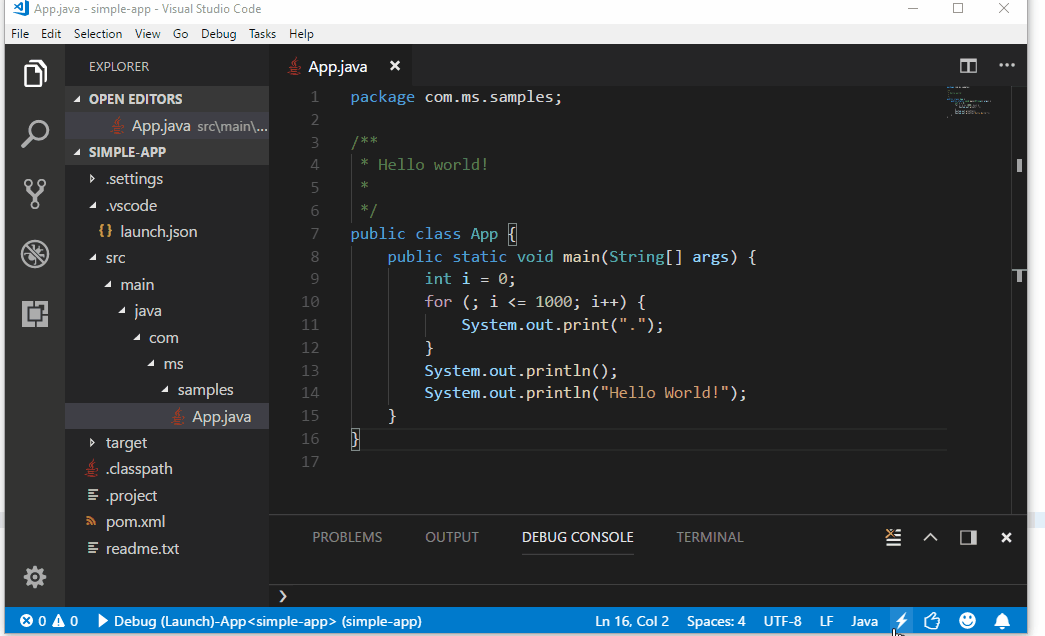 App.java - simple-app - Visual Studio Code
File Edit Selection View Go Debug Tasks Help
EXPLORER
OPEN EDITORS
App.java src\main\...
SIMPLE-APP
.settings
.vscode
{} launch.json
src
main
java
com
ms
samples
App.java
target
.classpath
.project
pom.xml
readme.txt
App.java
1 package com.ms.samples;
2
3 /**
4 * Hello world!
5 *
6 */
7 public class App {
8 public static void main(String[] args) {
9 int i = 0;
10 for (; i <= 1000; i++) {
11 System.out.print(".");
12 }
13 System.out.println();
14 System.out.println("Hello World!");
15 }
16 }
17
PROBLEMS OUTPUT DEBUG CONSOLE TERMINAL
0 0 Debug (Launch)-App<simple-app> (simple-app) Ln 16, Col 2 Spaces: 4 UTF-8 LF Java